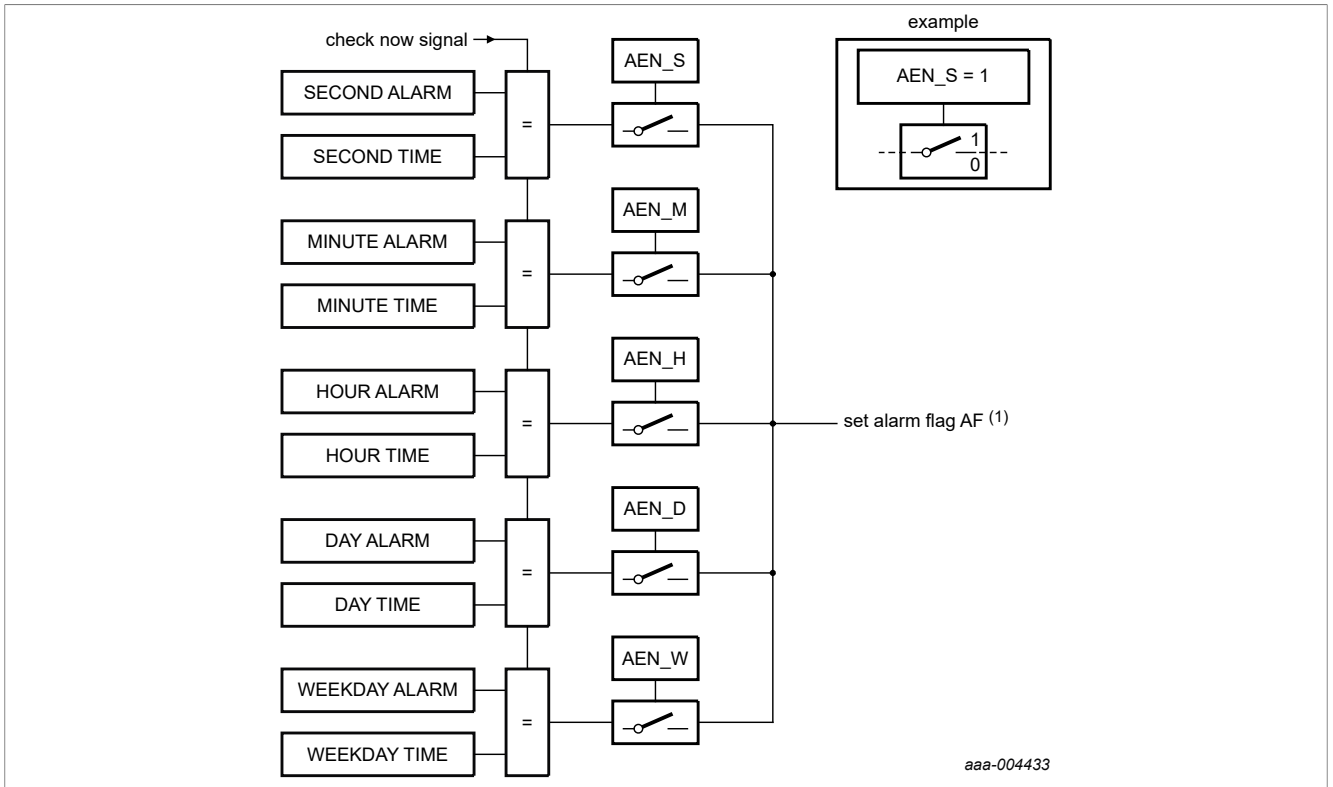 example
check now signal
AEN_S
SECOND ALARM
=
SECOND TIME
AEN_S = 1
1
0
AEN_M
MINUTE ALARM
=
MINUTE TIME
AEN_H
HOUR ALARM
=
HOUR TIME
set alarm flag AF (1)
AEN_D
DAY ALARM
=
DAY TIME
AEN_W
WEEKDAY ALARM
=
WEEKDAY TIME
aaa-004433